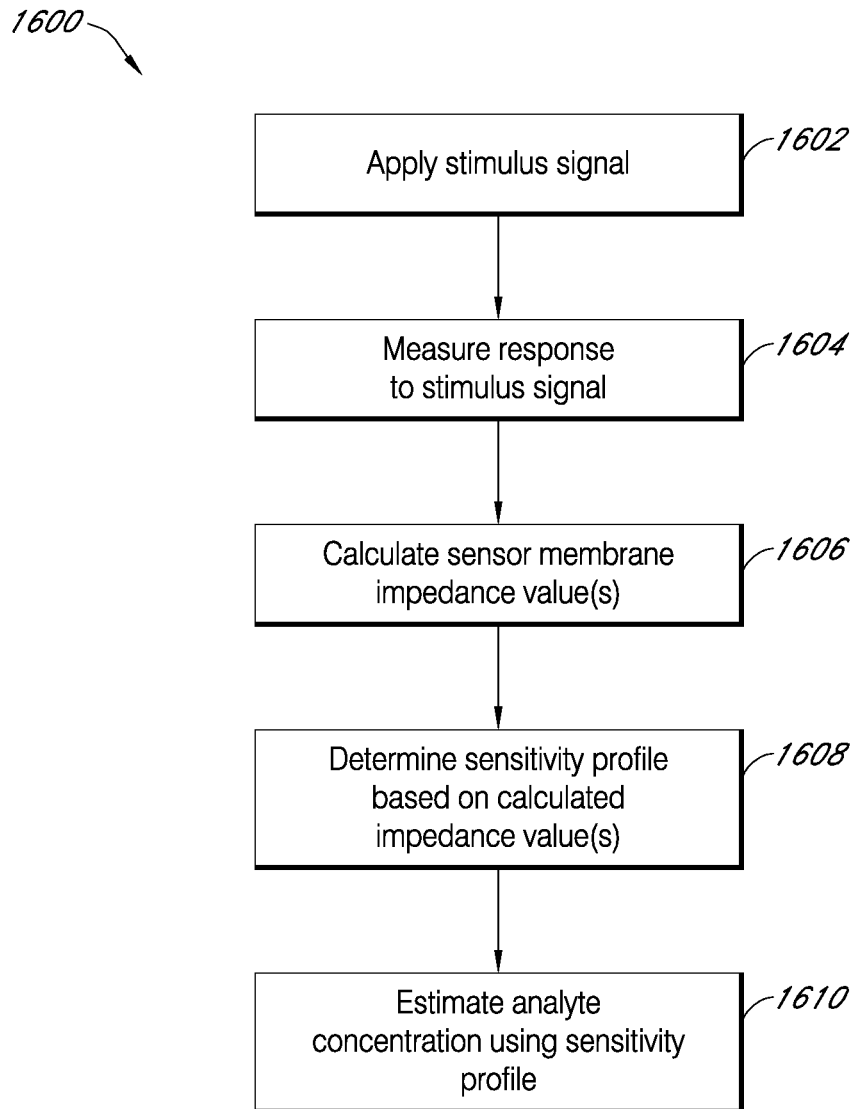 1600
Apply stimulus signal
1602
Measure response
to stimulus signal
1604
Calculate sensor membrane
impedance value(s)
1606
Determine sensitivity profile
based on calculated
impedance value(s)
1608
Estimate analyte
concentration using sensitivity
profile
1610